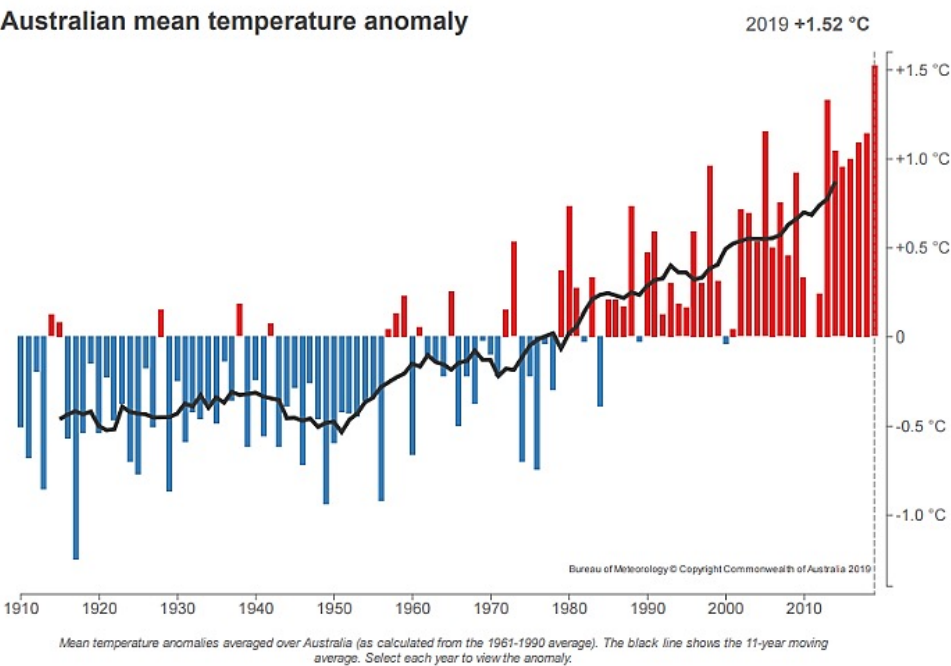 Australian mean temperature anomaly
2019 +1.52 °C
+1.5 °C
+1.0 °C
+0.5 °C
0
-0.5 °C
-1.0 °C
Bureau of Meteorology © Copyright Commonwealth of Australia 2019
1910 1920 1930 1940 1950 1960 1970 1980 1990 2000 2010
Mean temperature anomalies averaged over Australia (as calculated from the 1961-1990 average). The black line shows the 11-year moving
average. Select each year to view the anomaly.